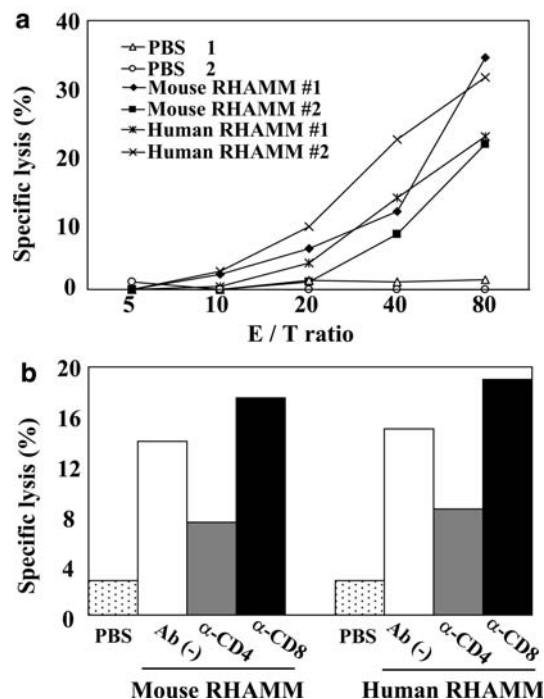 a
40
30
20
10
0
Specific lysis (%)
PBS 1
PBS 2
Mouse RHAMM #1
Mouse RHAMM #2
Human RHAMM #1
Human RHAMM #2
5 10 20 40 80
E / T ratio
b
20
16
12
8
4
0
Specific lysis (%)
PBS Ab (-) α-CD4 α-CD8 PBS Ab (-) α-CD4 α-CD8
Mouse RHAMM Human RHAMM